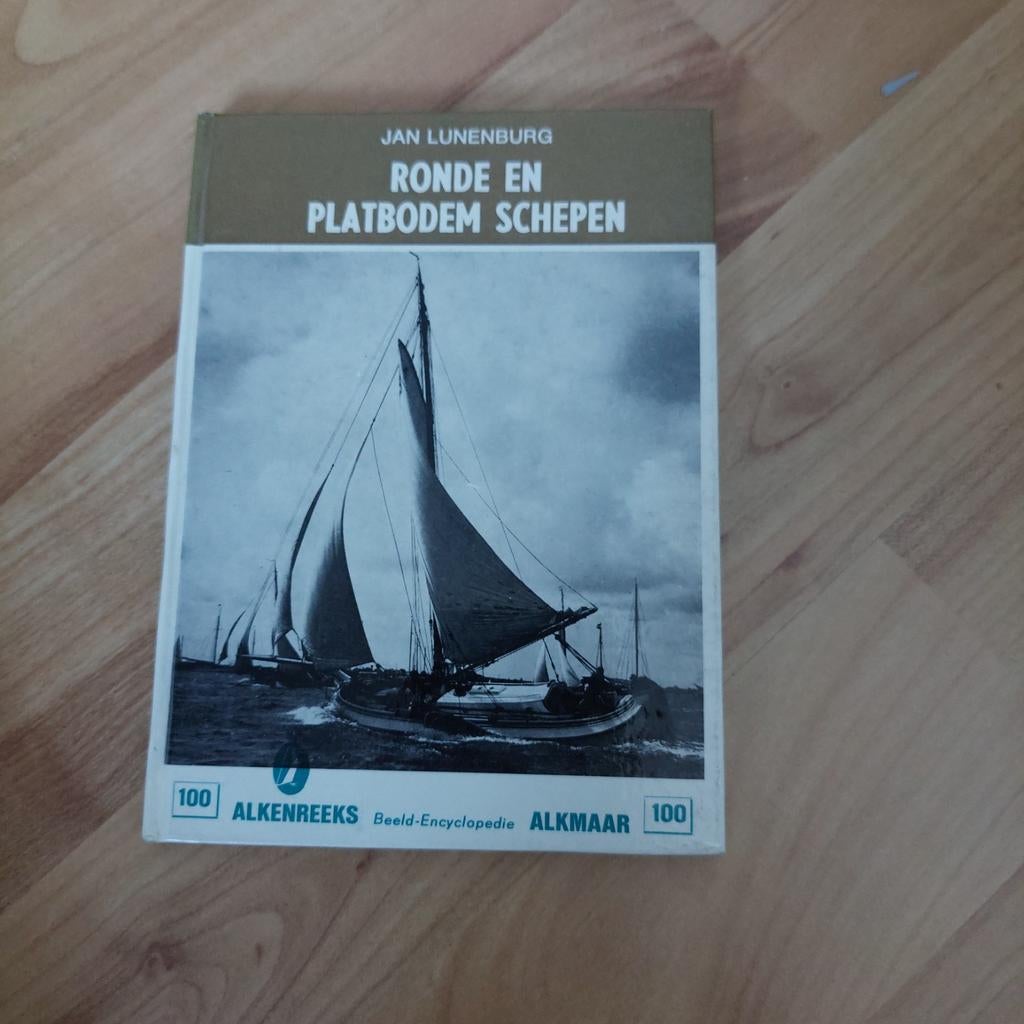 JAN LUNENBURG
RONDE EN
PLATBODEM SCHEPEN
100 ALKENREEKS Beeld-Encyclopedie ALKMAAR 100